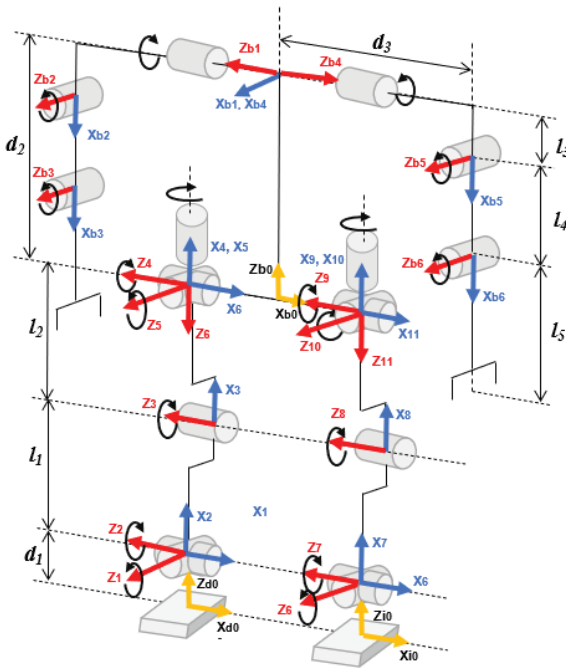 d3
Zb1
Zb4
Xb1, Xb4
Zb2
Xb2
d2
l3
Zb3
Xb3
Zb5
Xb5
l4
X4, X5
X9, X10
Zb0
Xb0
Z4
Z5
Z6
X6
Z9
Z10
Z11
X11
Zb6
Xb6
l5
l2
Z3
X3
Z8
X8
l1
X2
X1
Z2
Z1
X7
Z7
Z6
X6
d1
Zd0
Xd0
Zi0
Xi0